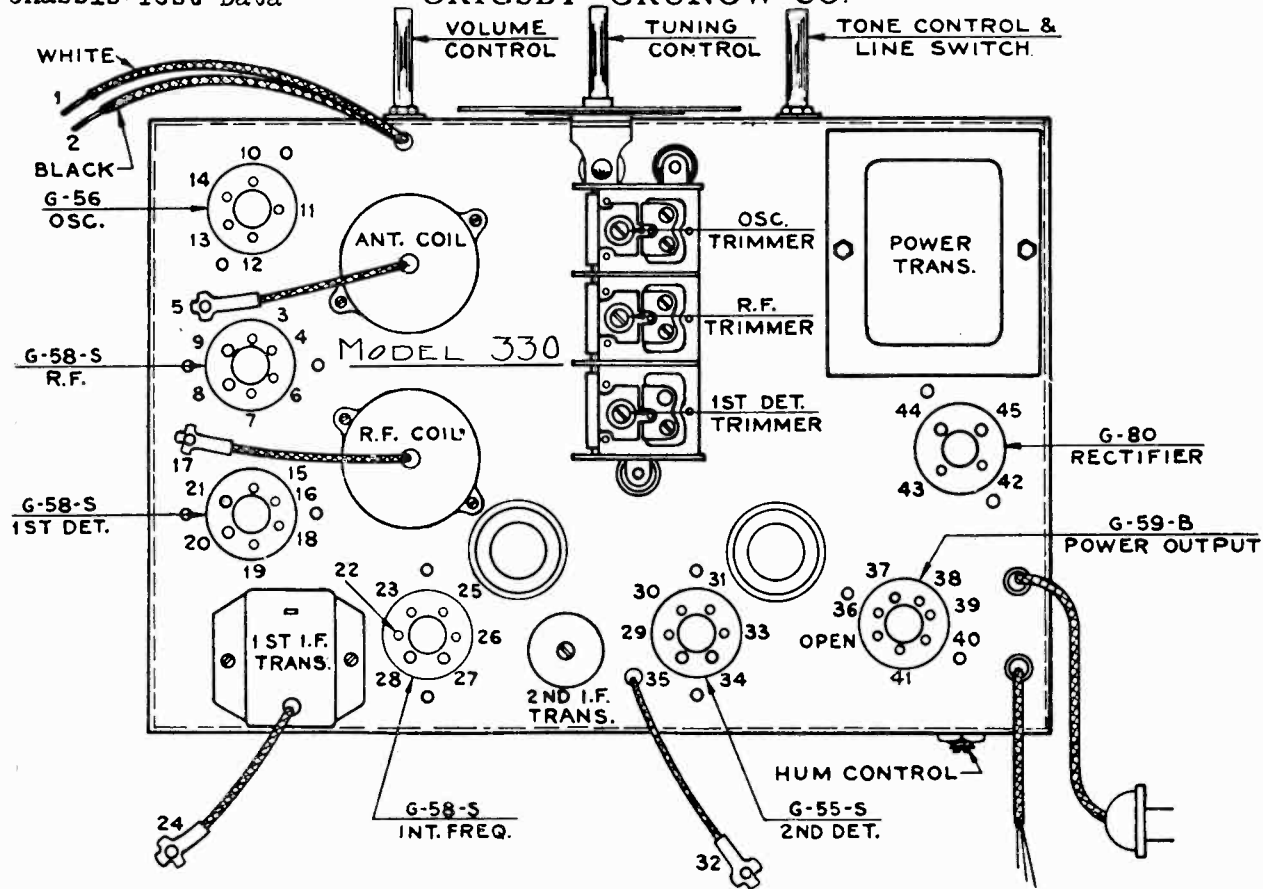 Chassis Test Data
GRIGSBY-GRUNOW CO.
VOLUME CONTROL
TUNING CONTROL
TONE CONTROL & LINE SWITCH
WHITE
1
2
BLACK
G-56 OSC.
10
14
11
13
12
ANT. COIL
OSC. TRIMMER
POWER TRANS.
5
3
9
4
G-58-S R.F.
8
6
7
MODEL 330
R.F. TRIMMER
R.F. COIL
1ST DET. TRIMMER
17
15
44
45
G-80 RECTIFIER
43
42
21
16
G-58-S 1ST DET.
20
18
19
G-59-B POWER OUTPUT
22
23
25
26
28
27
1ST I.F. TRANS.
2ND I.F. TRANS.
30
31
29
33
35
34
37
38
36
39
OPEN
40
41
HUM CONTROL
24
G-58-S INT. FREQ.
G-55-S 2ND DET.
32